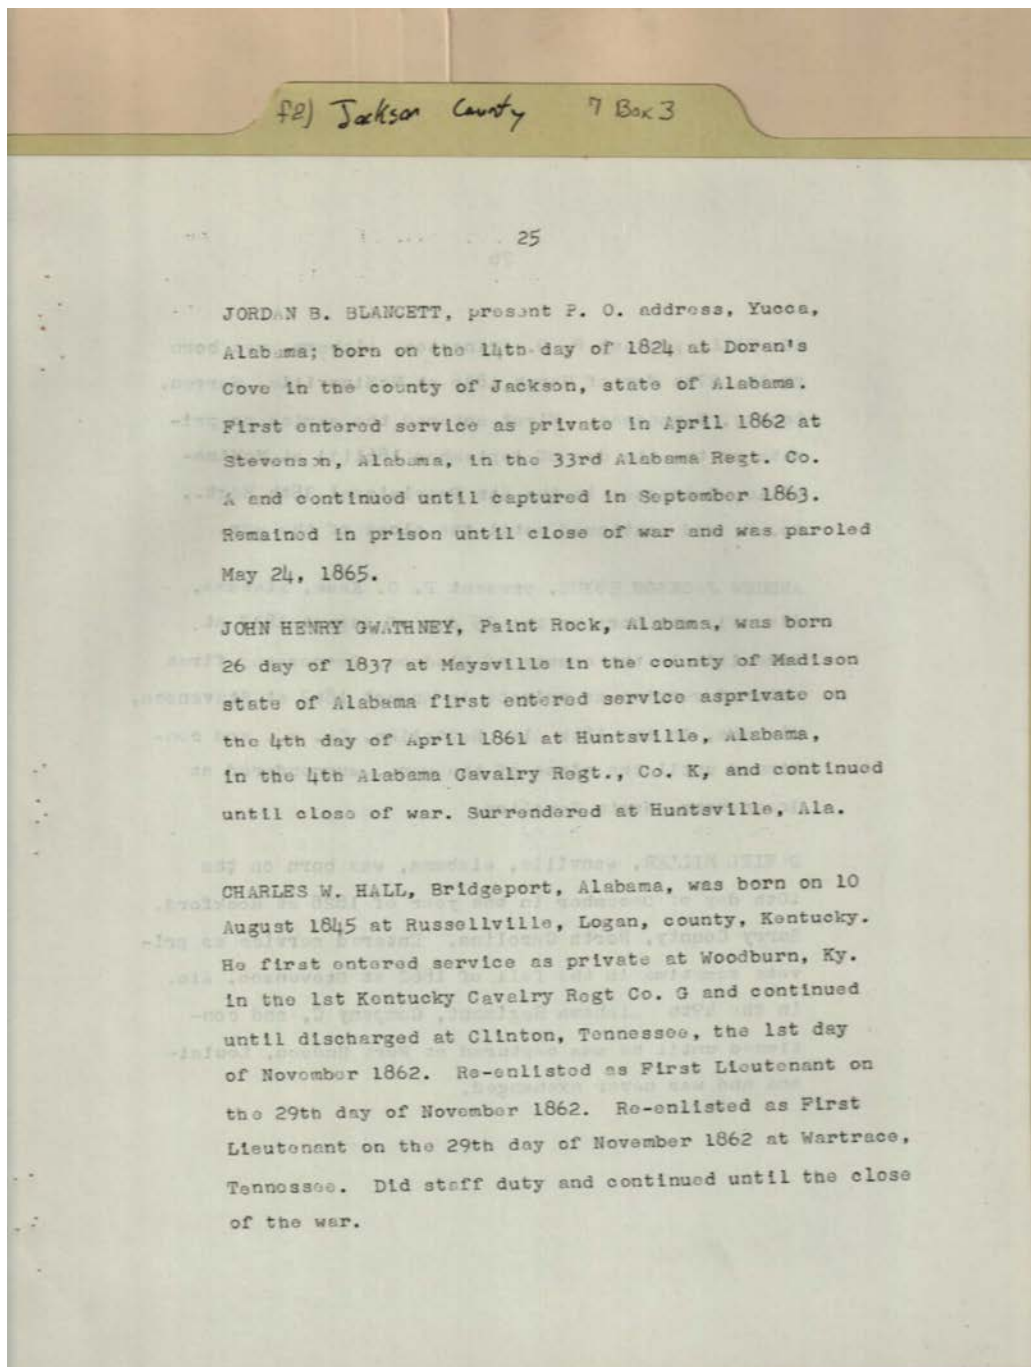 f2) Jackson County 7 Box 3
25
JORDAN B. BLANCETT, present P. O. address, Yucca,
Alabama; born on the 14th day of 1824 at Doran's
Cove in the county of Jackson, state of Alabama.
First entered service as private in April 1862 at
Stevenson, Alabama, in the 33rd Alabama Regt. Co.
A and continued until captured in September 1863.
Remained in prison until close of war and was paroled
May 24, 1865.
JOHN HENRY GWATHNEY, Paint Rock, Alabama, was born
26 day of 1837 at Maysville in the county of Madison
state of Alabama first entered service asprivate on
the 4th day of April 1861 at Huntsville, Alabama,
in the 4th Alabama Cavalry Regt., Co. K, and continued
until close of war. Surrendered at Huntsville, Ala.
CHARLES W. HALL, Bridgeport, Alabama, was born on 10
August 1845 at Russellville, Logan, county, Kentucky.
He first entered service as private at Woodburn, Ky.
in the 1st Kentucky Cavalry Regt Co. G and continued
until discharged at Clinton, Tennessee, the 1st day
of November 1862. Re-enlisted as First Lieutenant on
the 29th day of November 1862. Re-enlisted as First
Lieutenant on the 29th day of November 1862 at Wartrace,
Tennessee. Did staff duty and continued until the close
of the war.